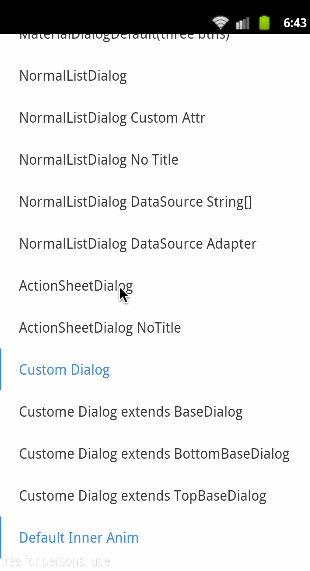 6:43
MaterialDialogDefault(three btns)
NormalListDialog
NormalListDialog Custom Attr
NormalListDialog No Title
NormalListDialog DataSource String[]
NormalListDialog DataSource Adapter
ActionSheetDialog
ActionSheetDialog NoTitle
Custom Dialog
Custome Dialog extends BaseDialog
Custome Dialog extends BottomBaseDialog
Custome Dialog extends TopBaseDialog
Default Inner Anim
free for personal use